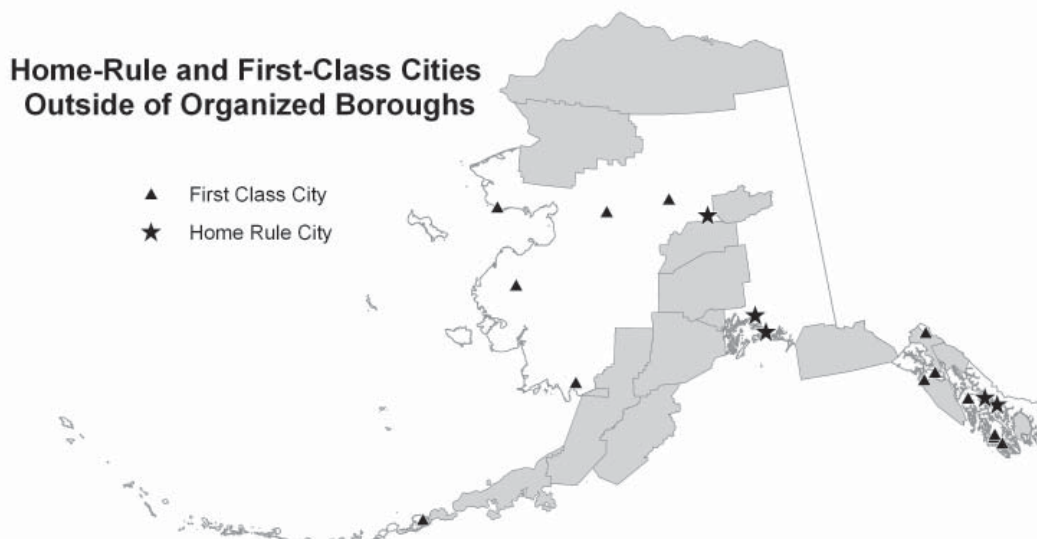 Home-Rule and First-Class Cities
Outside of Organized Boroughs
First Class City
Home Rule City